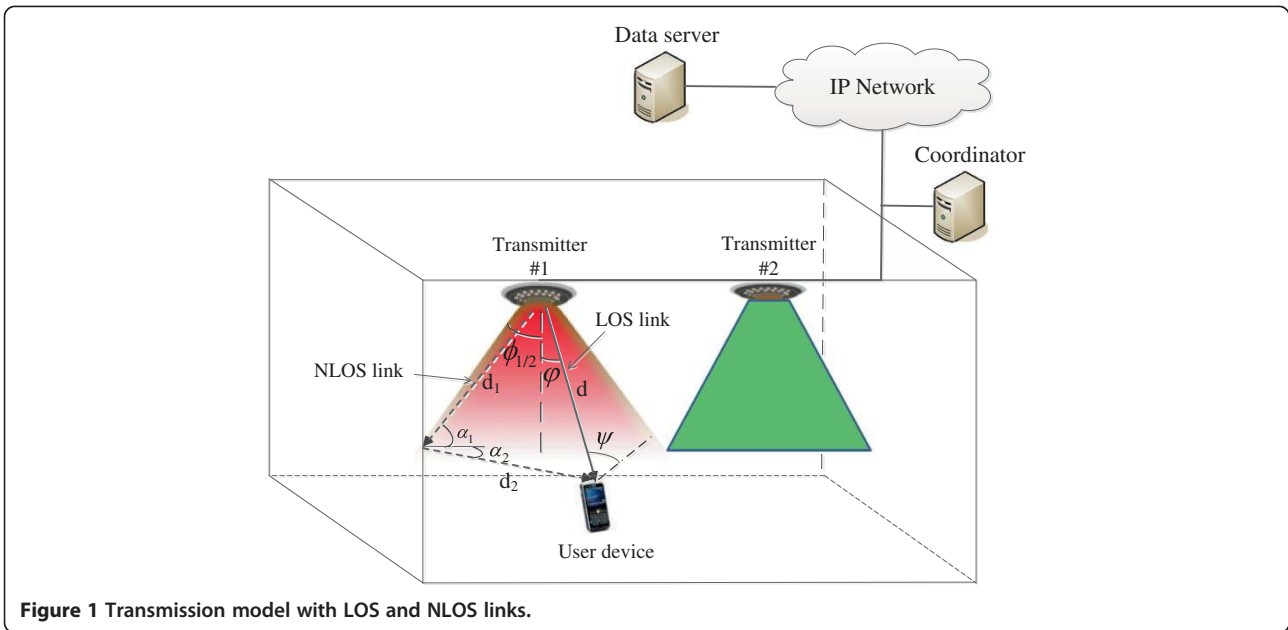 Data server
IP Network
Coordinator
Transmitter
#1
Transmitter
#2
LOS link
NLOS link
ϕ1/2
φ
d
d1
α1
α2
ψ
d2
User device
Figure 1 Transmission model with LOS and NLOS links.